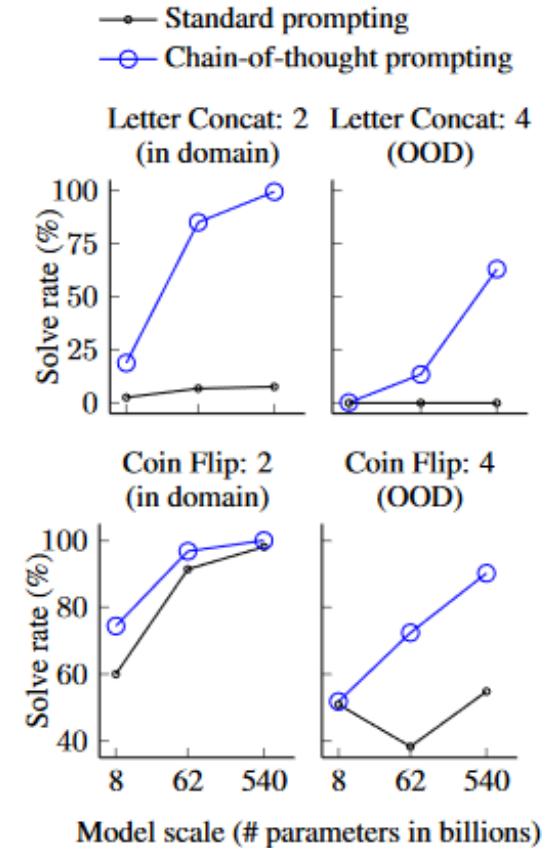 Standard prompting
Chain-of-thought prompting
Letter Concat: 2
(in domain)
Letter Concat: 4
(OOD)
Solve rate (%)
100
75
50
25
0
Coin Flip: 2
(in domain)
Coin Flip: 4
(OOD)
Solve rate (%)
100
80
60
40
8 62 540
8 62 540
Model scale (# parameters in billions)